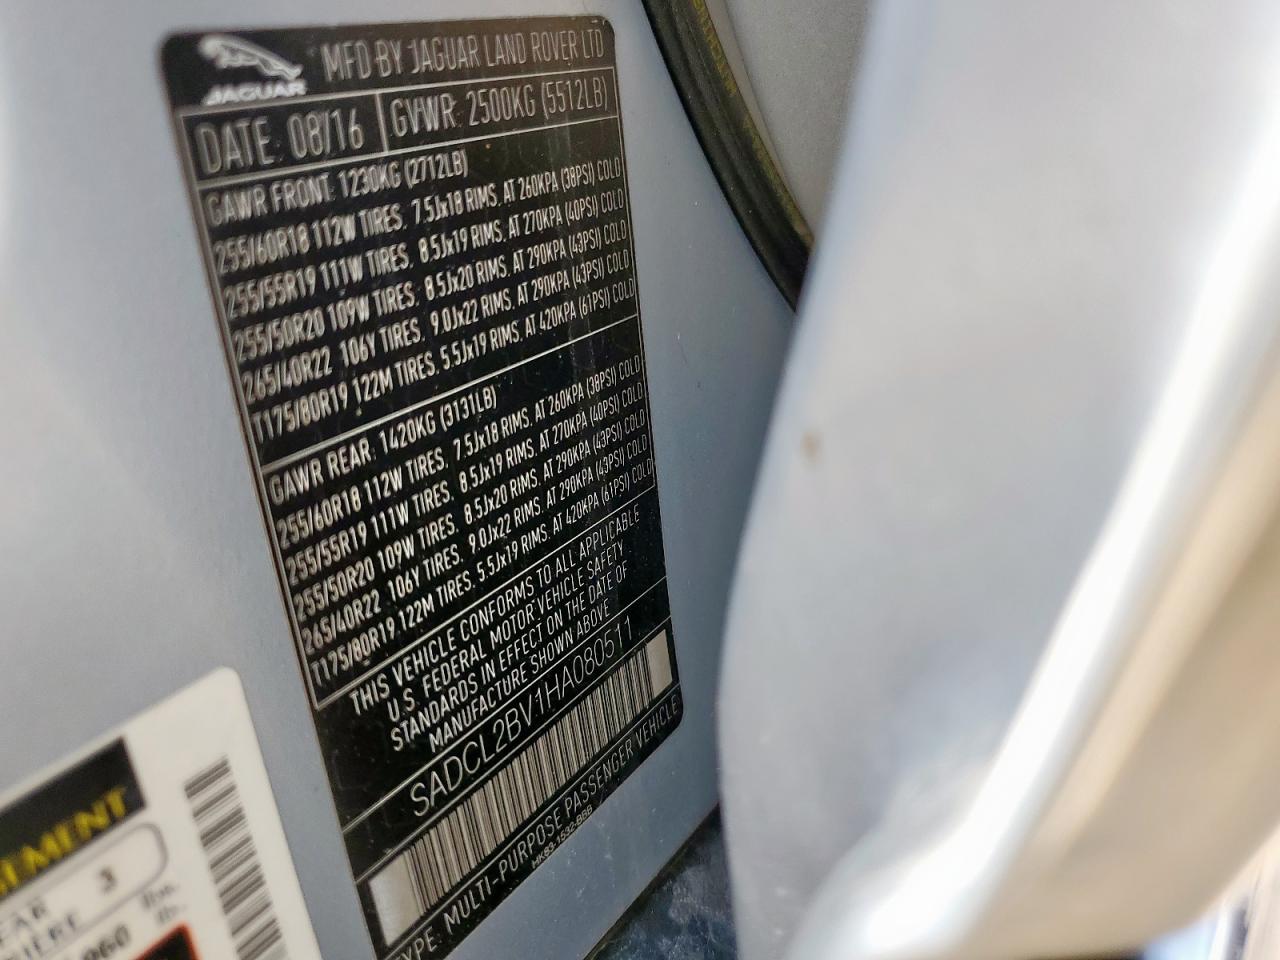 JAGUAR
MFD BY JAGUAR LAND ROVER LTD
DATE: 08/16
GVWR: 2500KG (5512LB)
GAWR FRONT: 1230KG (2712LB)
255/60R18 112W TIRES, 7.5Jx18 RIMS, AT 260KPA (38PSI) COLD
255/55R19 111W TIRES, 8.5Jx19 RIMS, AT 270KPA (40PSI) COLD
255/50R20 109W TIRES, 8.5Jx20 RIMS, AT 290KPA (43PSI) COLD
265/40R22 106Y TIRES, 9.0Jx22 RIMS, AT 290KPA (43PSI) COLD
T175/80R19 122M TIRES, 5.5Jx19 RIMS, AT 420KPA (61PSI) COLD
GAWR REAR: 1420KG (3131LB)
255/60R18 112W TIRES, 7.5Jx18 RIMS, AT 260KPA (38PSI) COLD
255/55R19 111W TIRES, 8.5Jx19 RIMS, AT 270KPA (40PSI) COLD
255/50R20 109W TIRES, 8.5Jx20 RIMS, AT 290KPA (43PSI) COLD
265/40R22 106Y TIRES, 9.0Jx22 RIMS, AT 290KPA (43PSI) COLD
T175/80R19 122M TIRES, 5.5Jx19 RIMS, AT 420KPA (61PSI) COLD
THIS VEHICLE CONFORMS TO ALL APPLICABLE
U.S. FEDERAL MOTOR VEHICLE SAFETY
STANDARDS IN EFFECT ON THE DATE OF
MANUFACTURE SHOWN ABOVE
SADCL2BV1HA080511
TYPE: MULTI-PURPOSE PASSENGER VEHICLE
HK83-1532-BBB
3
lbs.
lb.